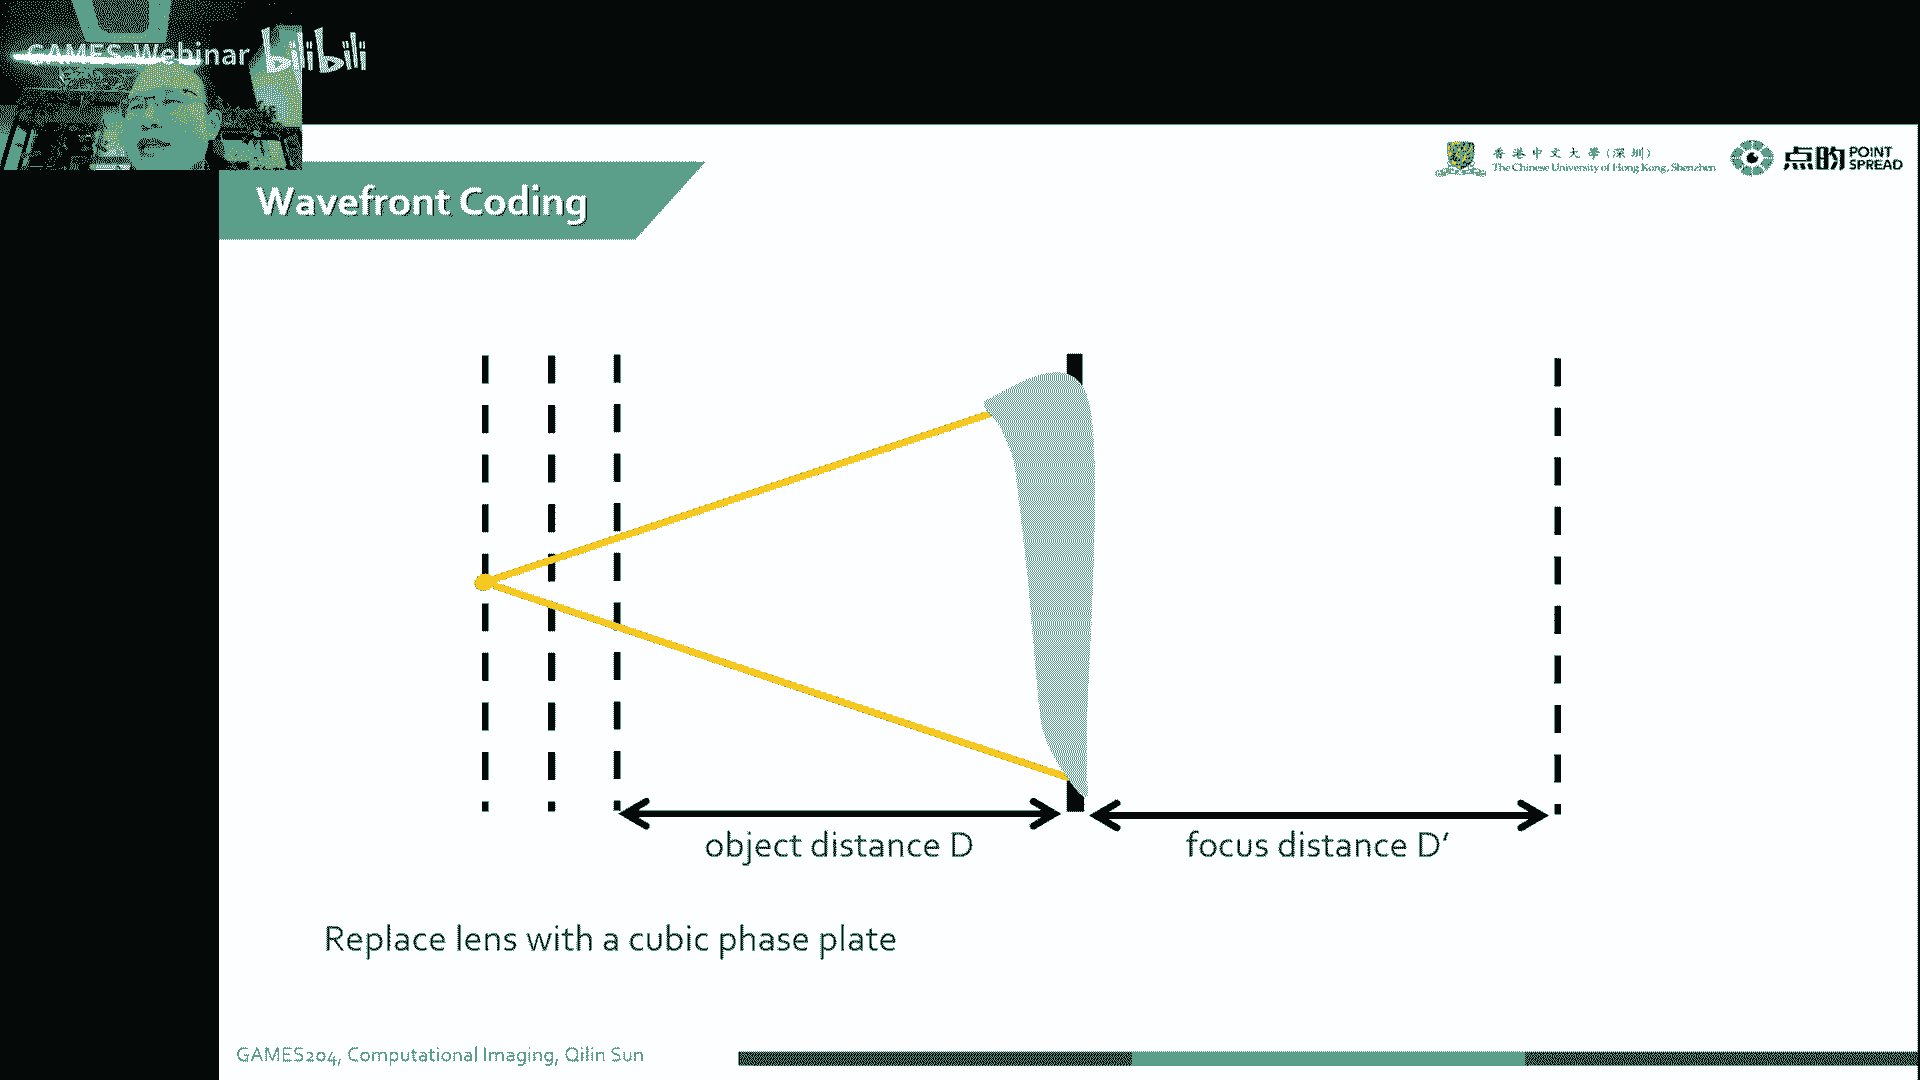 GAMES-Webinar bilibili
香港中文大學(深圳)
The Chinese University of Hong Kong, Shenzhen
点昀 POINT
SPREAD
Wavefront Coding
object distance D
focus distance D’
Replace lens with a cubic phase plate
GAMES204, Computational Imaging, Qilin Sun